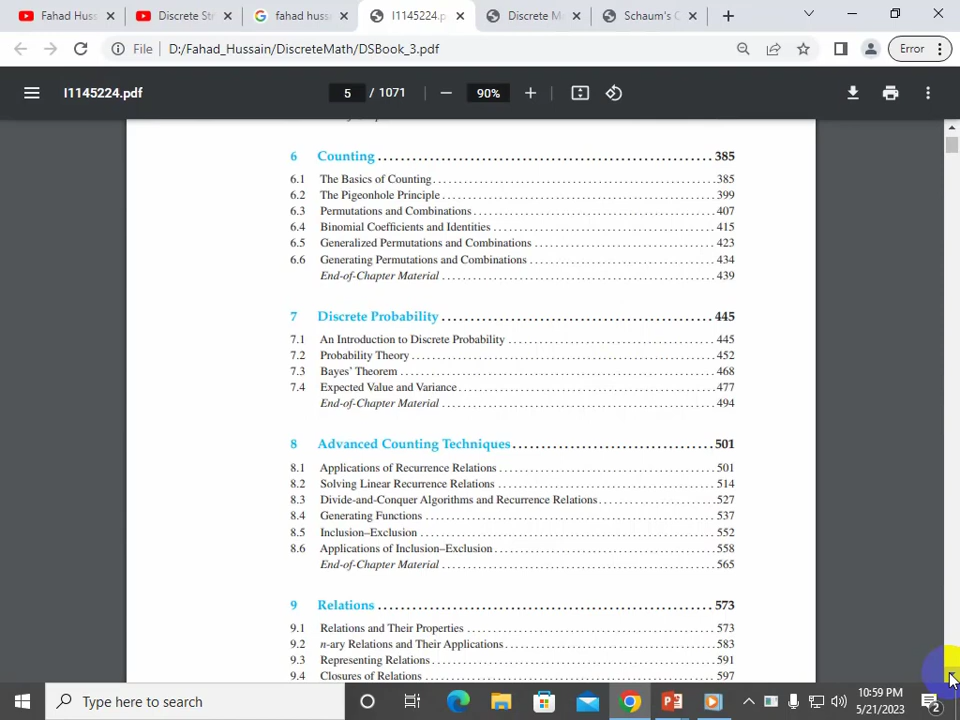 Fahad Huss
Discrete Str
fahad huss
I1145224.p
Discrete M
Schaum's C
File D:/Fahad_Hussain/DiscreteMath/DSBook_3.pdf
Error
I1145224.pdf
5 / 1071
90%
6 Counting 385
6.1 The Basics of Counting 385
6.2 The Pigeonhole Principle 399
6.3 Permutations and Combinations 407
6.4 Binomial Coefficients and Identities 415
6.5 Generalized Permutations and Combinations 423
6.6 Generating Permutations and Combinations 434
End-of-Chapter Material 439
7 Discrete Probability 445
7.1 An Introduction to Discrete Probability 445
7.2 Probability Theory 452
7.3 Bayes' Theorem 468
7.4 Expected Value and Variance 477
End-of-Chapter Material 494
8 Advanced Counting Techniques 501
8.1 Applications of Recurrence Relations 501
8.2 Solving Linear Recurrence Relations 514
8.3 Divide-and-Conquer Algorithms and Recurrence Relations 527
8.4 Generating Functions 537
8.5 Inclusion–Exclusion 552
8.6 Applications of Inclusion–Exclusion 558
End-of-Chapter Material 565
9 Relations 573
9.1 Relations and Their Properties 573
9.2 n-ary Relations and Their Applications 583
9.3 Representing Relations 591
9.4 Closures of Relations 597
Type here to search
10:59 PM
5/21/2023
2